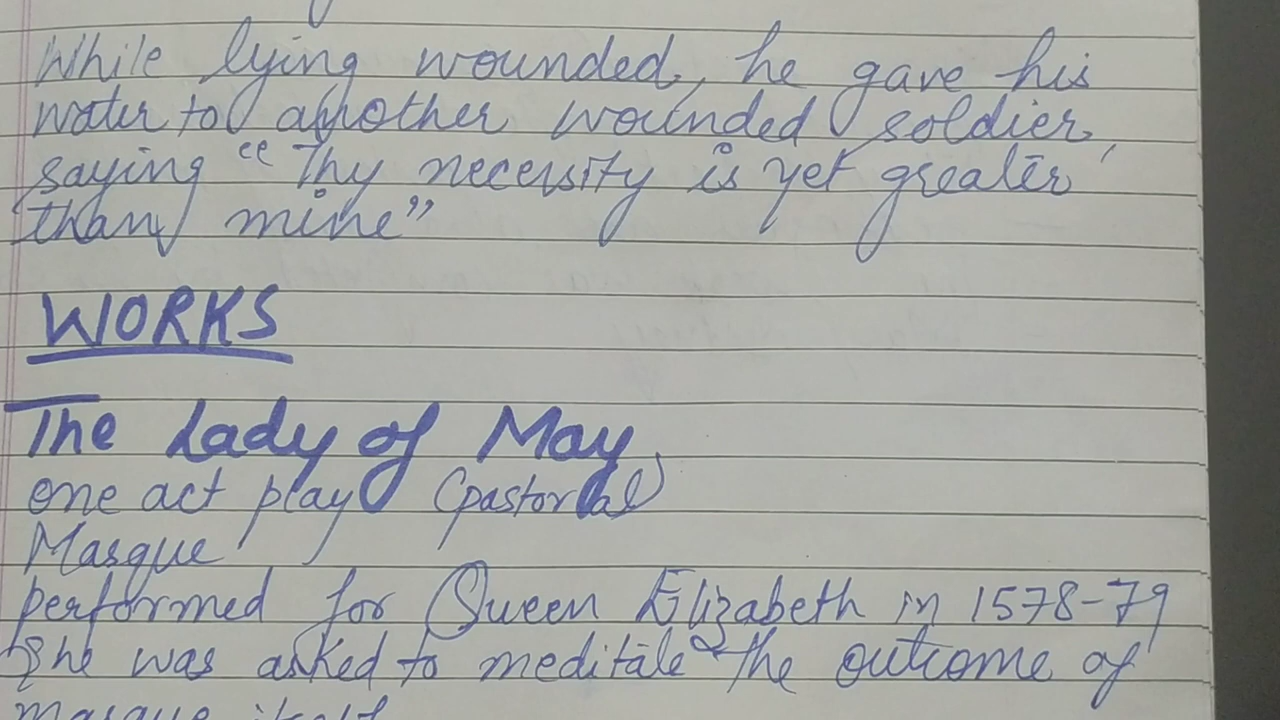 While lying wounded, he gave his
water to another wounded soldier,
saying “Thy necessity is yet greater
than mine”
WORKS
The Lady of May
one act play (pastoral)
Masque
performed for Queen Elizabeth in 1578-79
She was asked to meditate the outcome of
masque itself